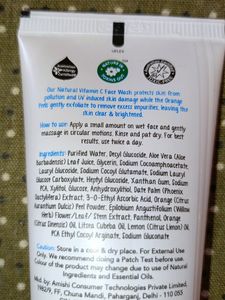 Our Natural Vitamin C Face Wash protects skin from
pollution and UV induced skin damage while the Orange
Peels gently exfoliate to remove excess impurities, leaving the
skin clear & brightened.
How to use: Apply a small amount on wet face and gently
massage in circular motions. Rinse and pat dry. For best
results, use twice a day.
Ingredients: Purified Water, Decyl Glucoside, Aloe Vera (Aloe
barbadensis) Leaf Juice, Glycerin, Sodium Cocoamphoacetate,
Lauryl Glucoside, Sodium Cocoyl Glutamate, Sodium Lauryl
Glucose Carboxylate, Heptyl Glucoside, Xanthan Gum, Sodium
PCA, Xylitol, Glucose, Anhydroxylitol, Date Palm (Phoenix
Dactylifera) Extract, 3-O-Ethyl Ascorbic Acid, Orange (Citrus
Aurantium Dulcis) Peel Powder, Epilobium Angustifolium (Willow
Herb) Flower/Leaf/Stem Extract, Panthenol, Orange
(Citrus Sinensis) Oil, Litsea Cubeba Oil, Lemon (Citrus Limon) Oil,
PCA Ethyl Cocoyl Arginate, Sodium Gluconate
Caution: Store in a cool & dry place. For External Use
Only. We recommend doing a Patch Test before use.
Colour of the product may change due to use of Natural
Ingredients and Essential Oils.
Mfg by: Amishi Consumer Technologies Private Limited,
1982/9, FF, Chuna Mandi, Paharganj, Delhi - 110 055